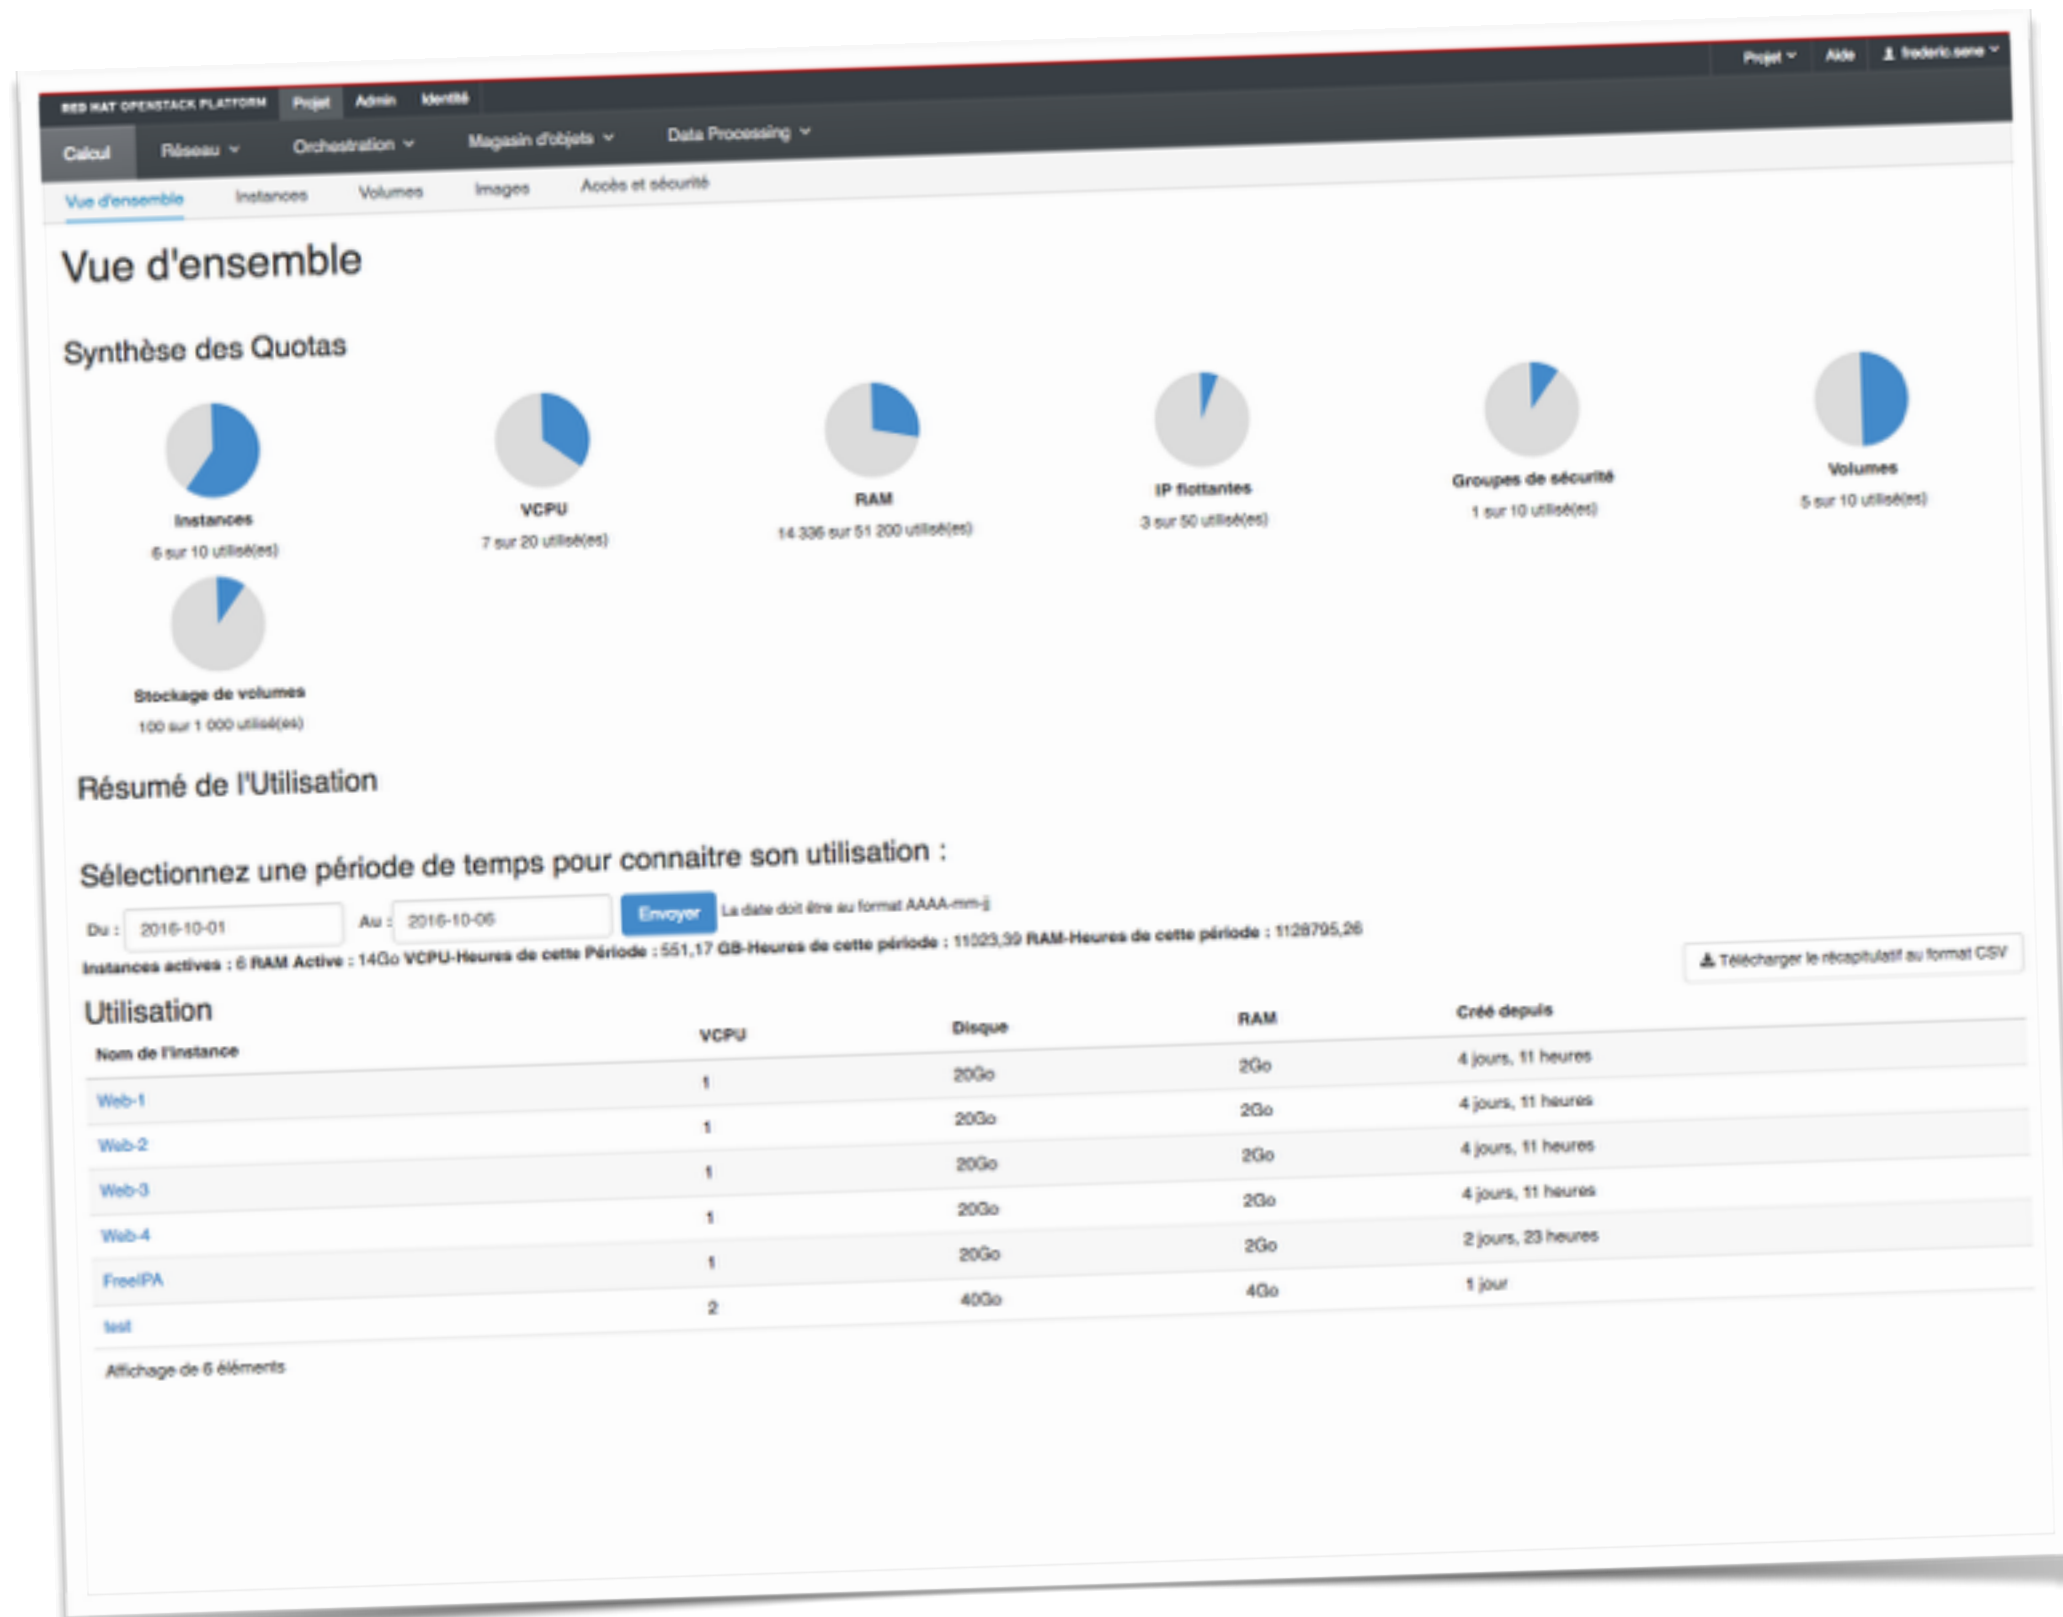 RED HAT OPENSTACK PLATFORM Projet Admin Identité Projet Aide frederic.sene
Calcul Réseau Orchestration Magasin d'objets Data Processing
Vue d'ensemble Instances Volumes Images Accès et sécurité
Vue d'ensemble
Synthèse des Quotas
Instances VCPU RAM IP flottantes Groupes de sécurité Volumes
6 sur 10 utilisé(es) 7 sur 20 utilisé(es) 14 336 sur 51 200 utilisé(es) 3 sur 50 utilisé(es) 1 sur 10 utilisé(es) 5 sur 10 utilisé(es)
Stockage de volumes
100 sur 1 000 utilisé(es)
Résumé de l'Utilisation
Sélectionnez une période de temps pour connaitre son utilisation :
Du : 2016-10-01 Au : 2016-10-06 Envoyer La date doit être au format AAAA-mm-jj
Instances actives : 6 RAM Active : 14Go VCPU-Heures de cette Période : 551,17 GB-Heures de cette période : 11023,39 RAM-Heures de cette période : 1128795,26
Télécharger le récapitulatif au format CSV
Utilisation
Nom de l'instance VCPU Disque RAM Créé depuis
Web-1 1 20Go 2Go 4 jours, 11 heures
Web-2 1 20Go 2Go 4 jours, 11 heures
Web-3 1 20Go 2Go 4 jours, 11 heures
Web-4 1 20Go 2Go 4 jours, 11 heures
FreeIPA 1 20Go 2Go 2 jours, 23 heures
test 2 40Go 4Go 1 jour
Affichage de 6 éléments